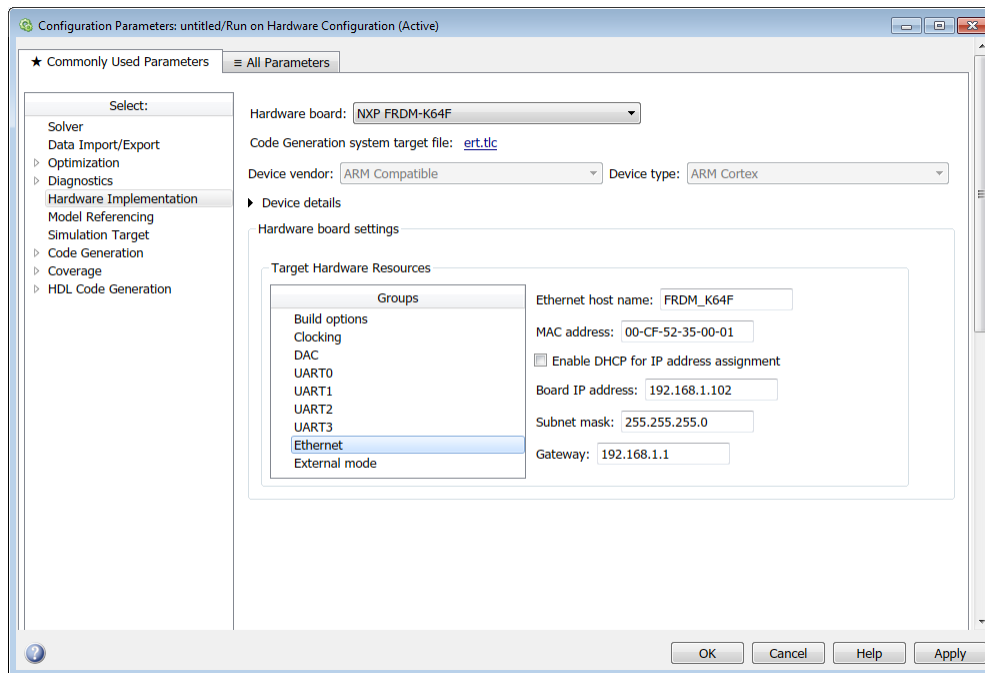 Configuration Parameters: untitled/Run on Hardware Configuration (Active)
★ Commonly Used Parameters
≡ All Parameters
Select:
Solver
Data Import/Export
Optimization
Diagnostics
Hardware Implementation
Model Referencing
Simulation Target
Code Generation
Coverage
HDL Code Generation
Hardware board: NXP FRDM-K64F
Code Generation system target file: ert.tlc
Device vendor: ARM Compatible Device type: ARM Cortex
Device details
Hardware board settings
Target Hardware Resources
Groups
Build options
Clocking
DAC
UART0
UART1
UART2
UART3
Ethernet
External mode
Ethernet host name: FRDM_K64F
MAC address: 00-CF-52-35-00-01
Enable DHCP for IP address assignment
Board IP address: 192.168.1.102
Subnet mask: 255.255.255.0
Gateway: 192.168.1.1
OK Cancel Help Apply